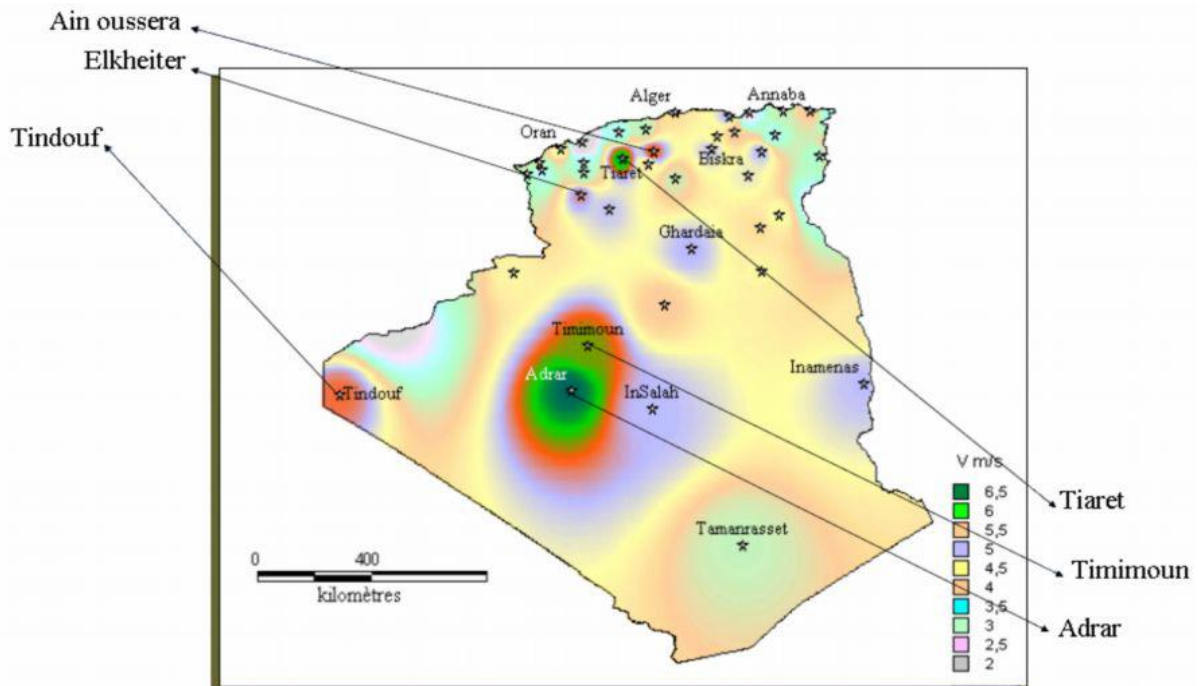 Ain oussera
Elkheiter
Tindouf
Alger
Annaba
Oran
Tiaret
Biskra
Ghardaia
Timimoun
Adrar
InSalah
Inamenas
Tindouf
Tamanrasset
0 400
kilomètres
V m/s
6,5
6
5,5
5
4,5
4
3,5
3
2,5
2
Tiaret
Timimoun
Adrar